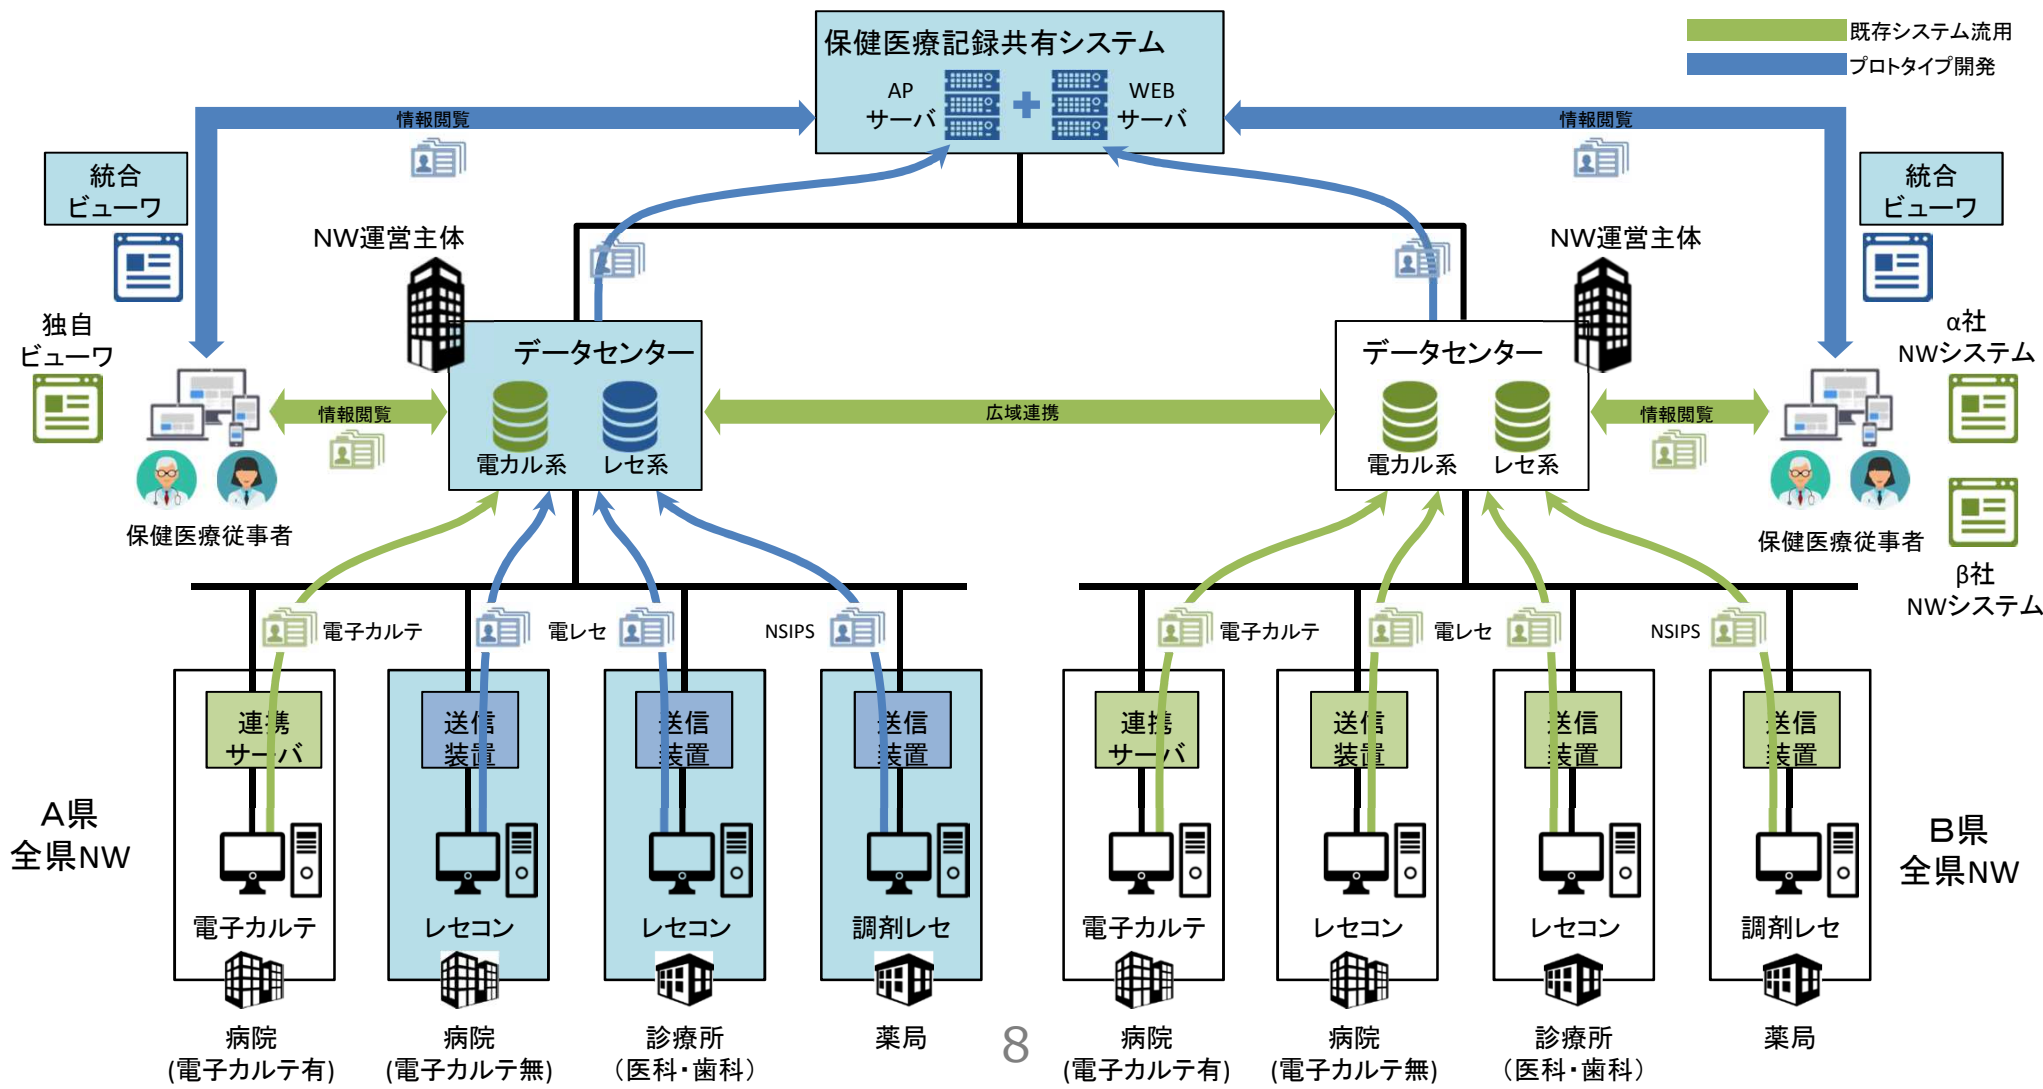 保健医療記録共有システム
AP
サーバ
WEB
サーバ
既存システム流用
プロトタイプ開発
情報閲覧
情報閲覧
統合
ビューワ
統合
ビューワ
NW運営主体
NW運営主体
独自
ビューワ
α社
NWシステム
データセンター
データセンター
情報閲覧
広域連携
情報閲覧
電カル系
レセ系
電カル系
レセ系
保健医療従事者
保健医療従事者
β社
NWシステム
電子カルテ
電レセ
NSIPS
電子カルテ
電レセ
NSIPS
連携
サーバ
送信
装置
送信
装置
送信
装置
連携
サーバ
送信
装置
送信
装置
送信
装置
A県
全県NW
B県
全県NW
電子カルテ
レセコン
レセコン
調剤レセ
電子カルテ
レセコン
レセコン
調剤レセ
病院
(電子カルテ有)
病院
(電子カルテ無)
診療所
（医科・歯科）
薬局
8
病院
(電子カルテ有)
病院
(電子カルテ無)
診療所
（医科・歯科）
薬局